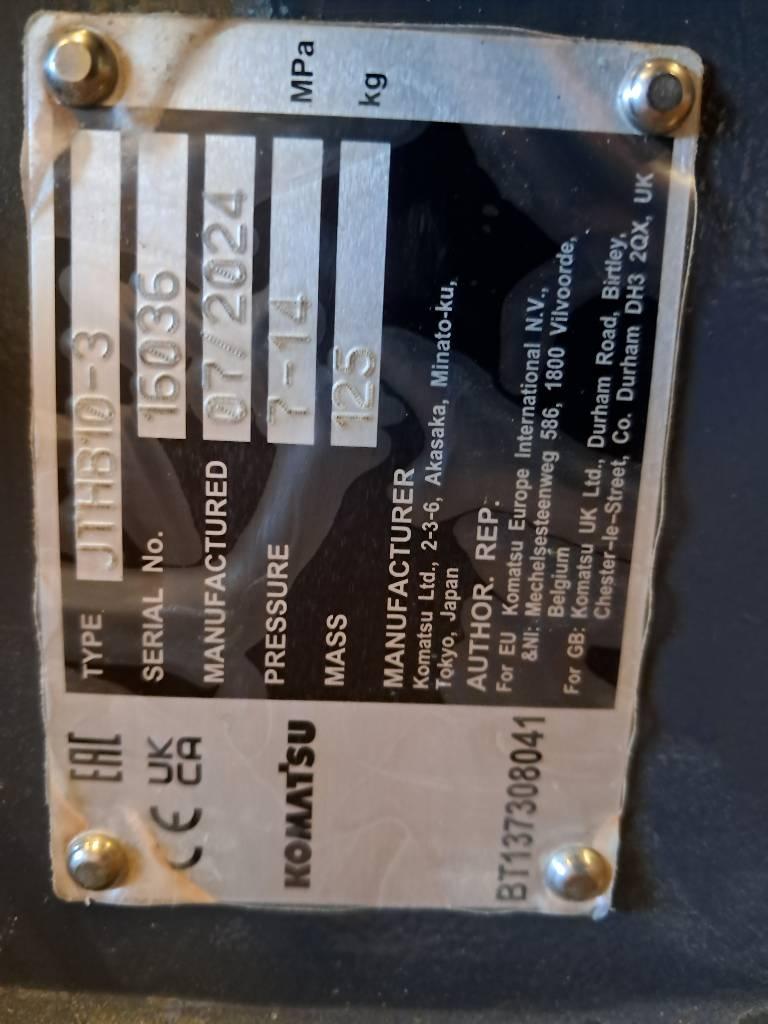 EAC
CE UK
CA
KOMATSU
BT137308041
TYPE JTHB10-3
SERIAL No. 16036
MANUFACTURED 07/2024
PRESSURE 7-14 MPa
MASS 125 kg
MANUFACTURER
Komatsu Ltd., 2-3-6, Akasaka, Minato-ku,
Tokyo, Japan
AUTHOR. REP.
For EU Komatsu Europe International N.V.,
&NI: Mechelsesteenweg 586, 1800 Vilvoorde,
Belgium
For GB: Komatsu UK Ltd., Durham Road, Birtley,
Chester-le-Street, Co. Durham DH3 2QX, UK